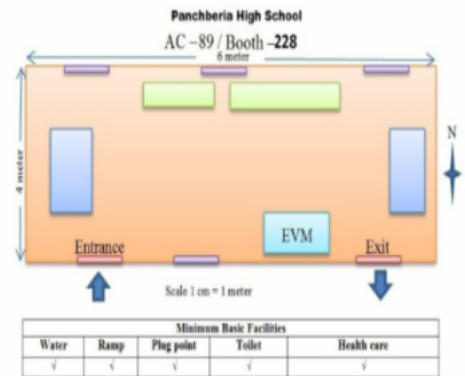 Panchberia High School
AC –89 / Booth –228
6 meter
4 meter
N
EVM
Entrance
Exit
Scale 1 cm = 1 meter
Minimum Basic Facilities
Water Ramp Plug point Toilet Health care
√ √ √ √ √